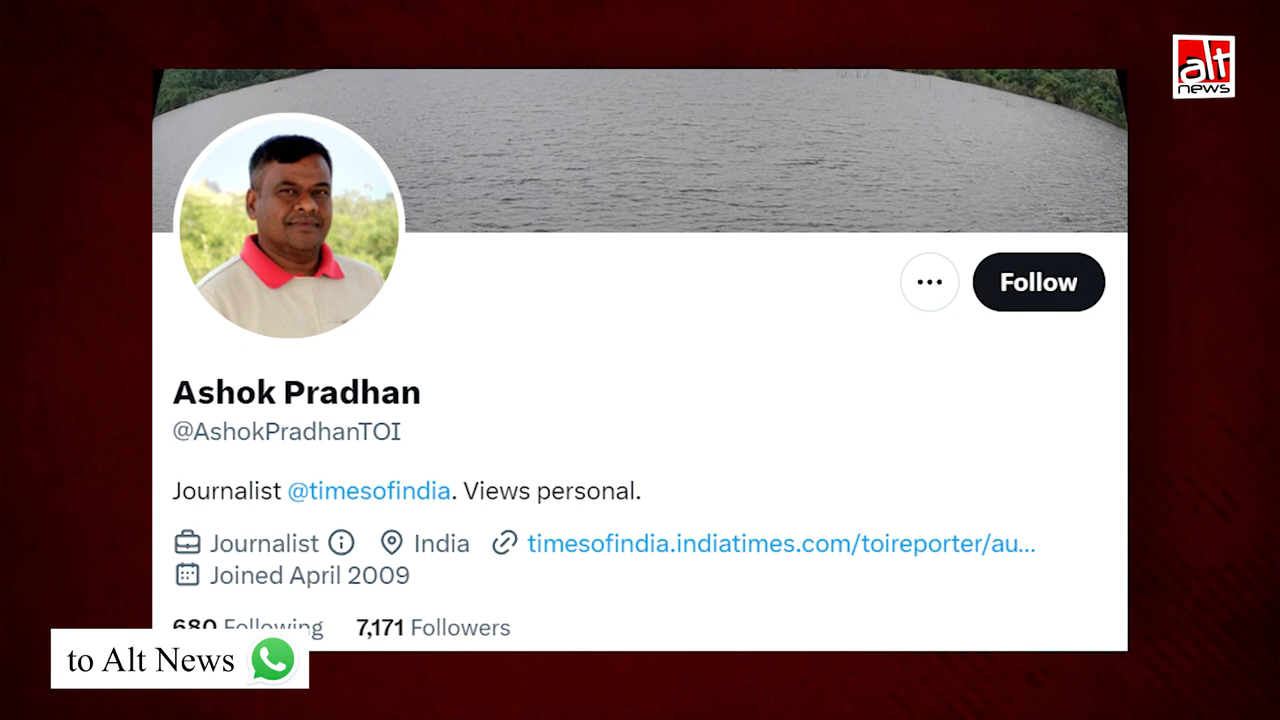 alt
news
Follow
Ashok Pradhan
@AshokPradhanTOI
Journalist @timesofindia. Views personal.
Journalist India timesofindia.indiatimes.com/toireporter/au...
Joined April 2009
680 Following 7,171 Followers
to Alt News